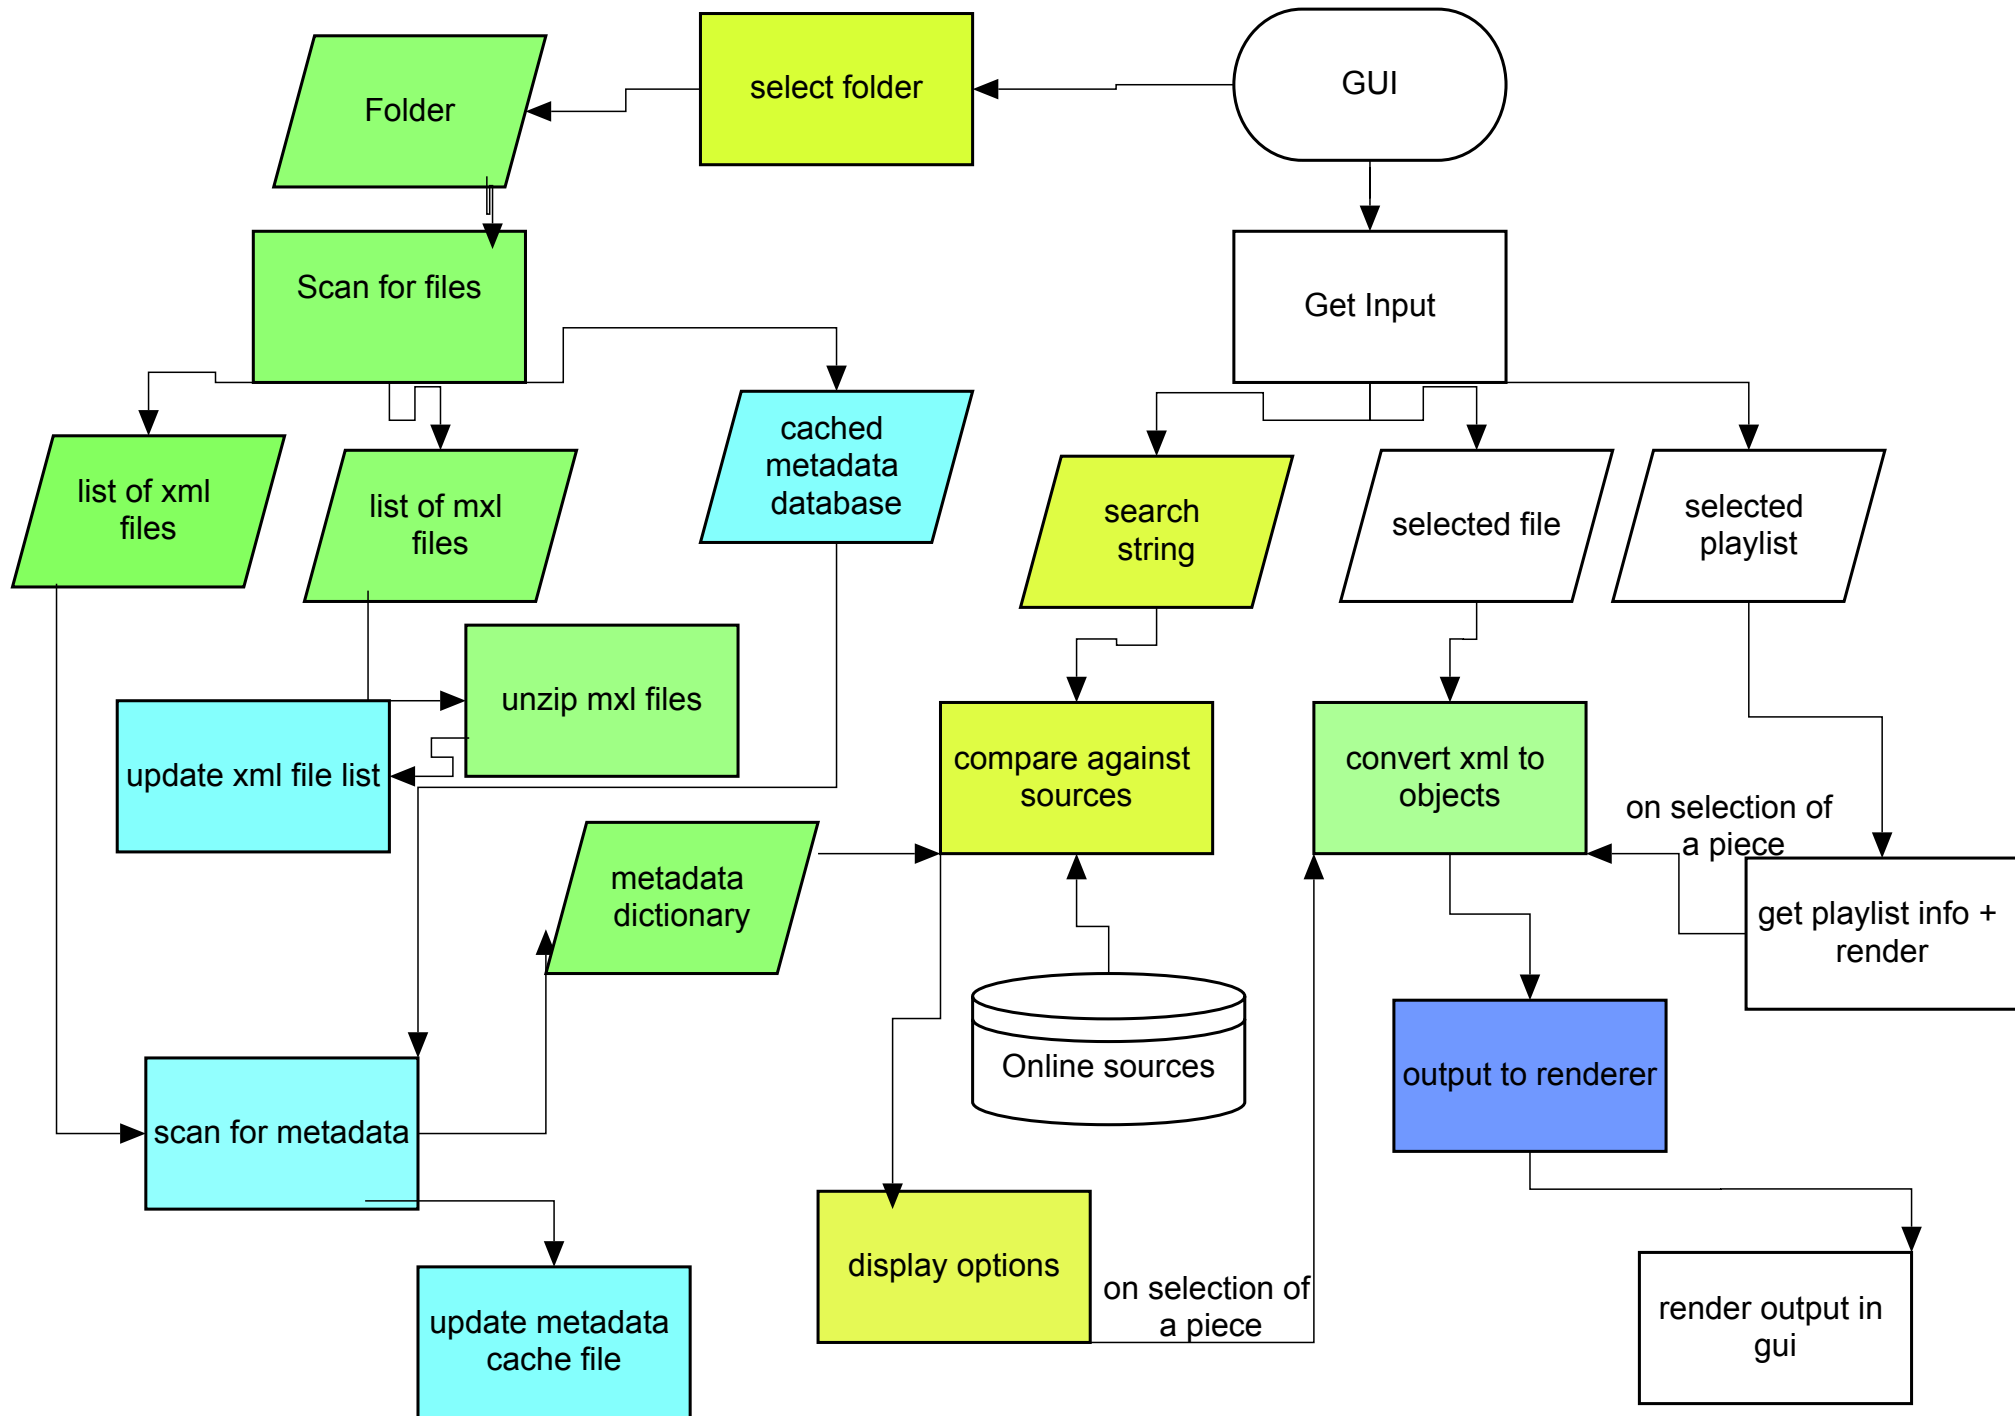 GUI
select folder
Folder
Scan for files
Get Input
list of xml
files
list of mxl
files
cached
metadata
database
search
string
selected file
selected
playlist
unzip mxl files
update xml file list
compare against
sources
convert xml to
objects
on selection of
a piece
metadata
dictionary
get playlist info +
render
Online sources
output to renderer
scan for metadata
display options
on selection of
a piece
update metadata
cache file
render output in
gui